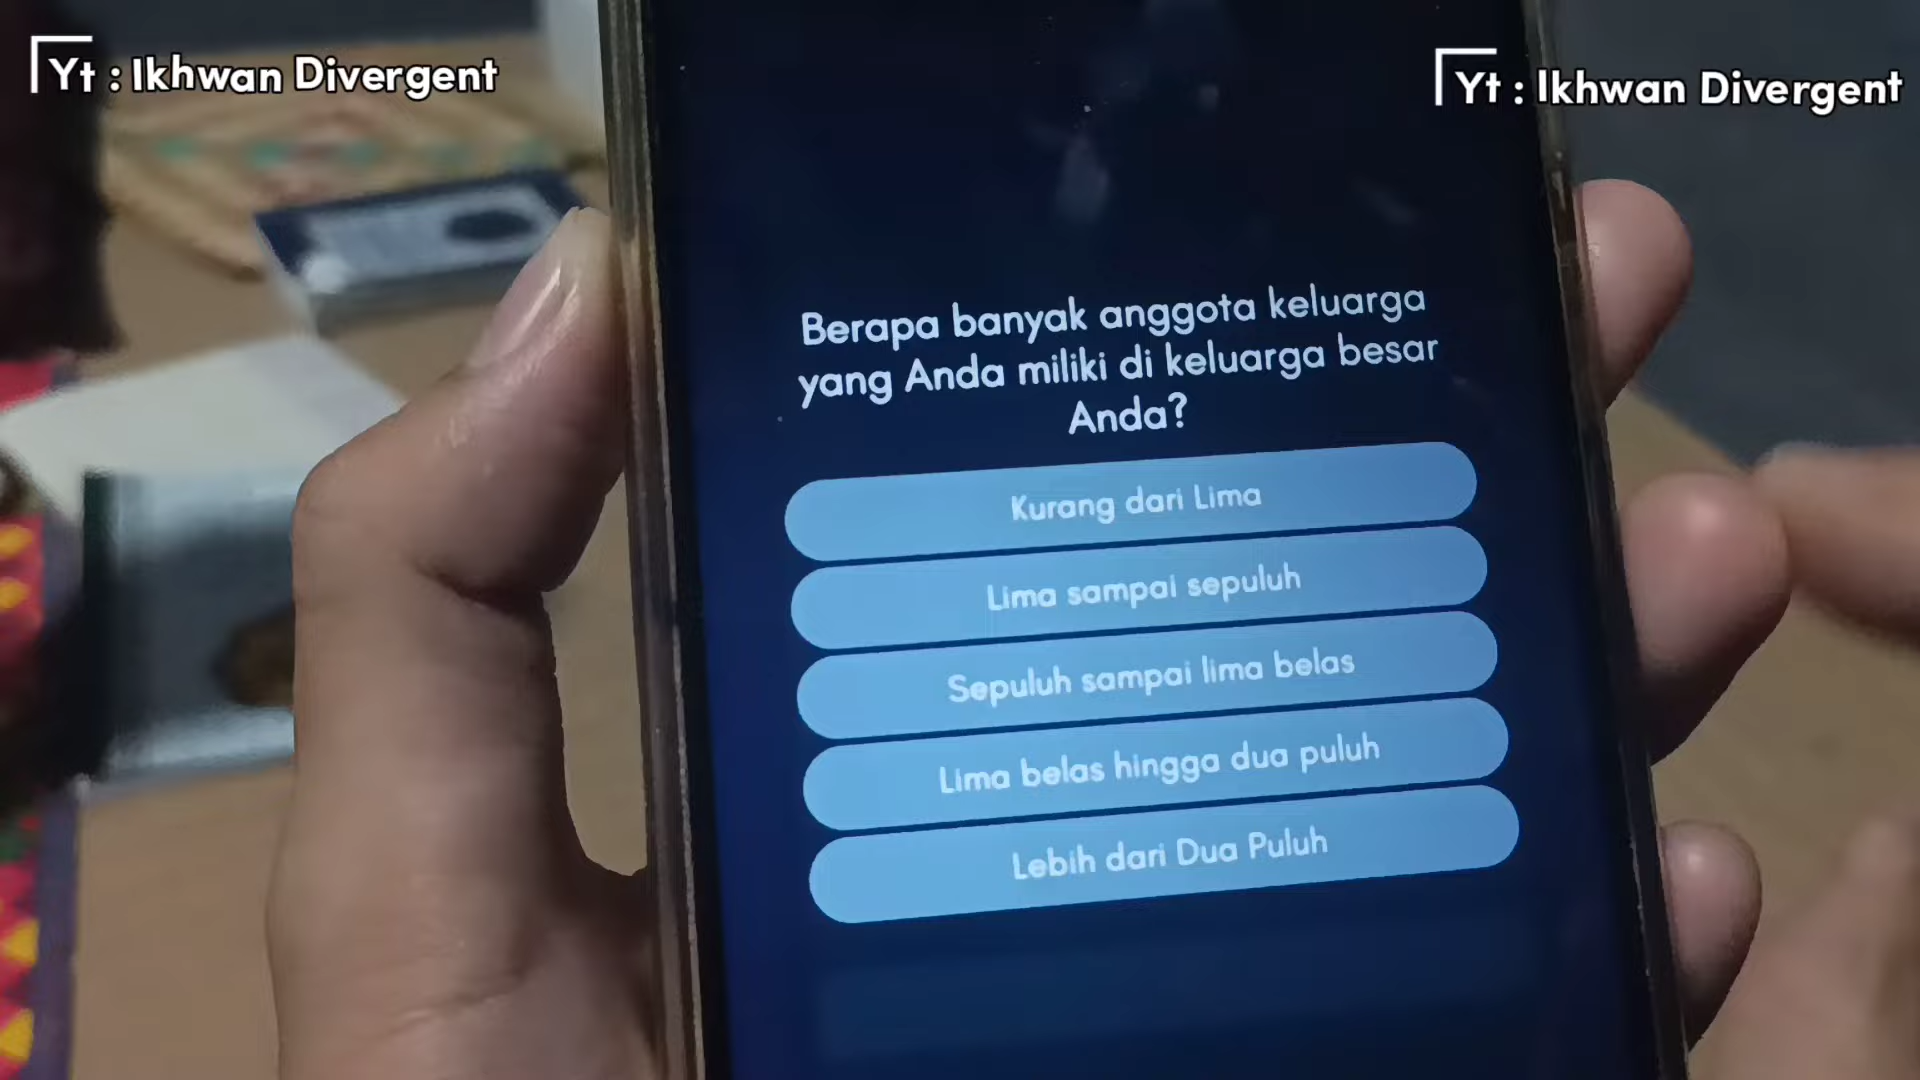 Yt : Ikhwan Divergent
Yt : Ikhwan Divergent
Berapa banyak anggota keluarga
yang Anda miliki di keluarga besar
Anda?
Kurang dari Lima
Lima sampai sepuluh
Sepuluh sampai lima belas
Lima belas hingga dua puluh
Lebih dari Dua Puluh